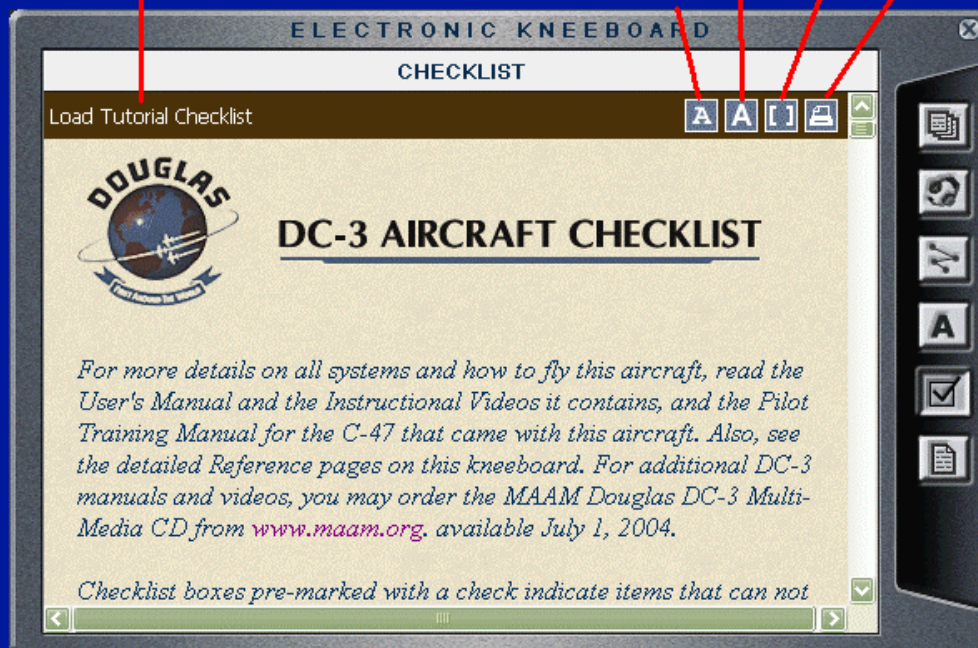 ELECTRONIC KNEEBOARD
CHECKLIST
Load Tutorial Checklist
A A [ ]
DOUGLAS
FIRST AROUND THE WORLD
DC-3 AIRCRAFT CHECKLIST
For more details on all systems and how to fly this aircraft, read the
User's Manual and the Instructional Videos it contains, and the Pilot
Training Manual for the C-47 that came with this aircraft. Also, see
the detailed Reference pages on this kneeboard. For additional DC-3
manuals and videos, you may order the MAAM Douglas DC-3 Multi-
Media CD from www.maam.org. available July 1, 2004.
Checklist boxes pre-marked with a check indicate items that can not
A